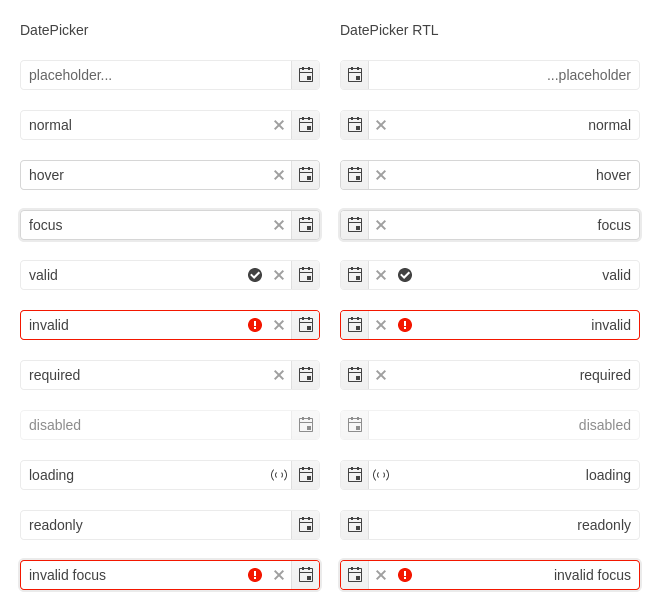 DatePicker
DatePicker RTL
placeholder...
...placeholder
normal
normal
hover
hover
focus
focus
valid
valid
invalid
invalid
required
required
disabled
disabled
loading
loading
readonly
readonly
invalid focus
invalid focus